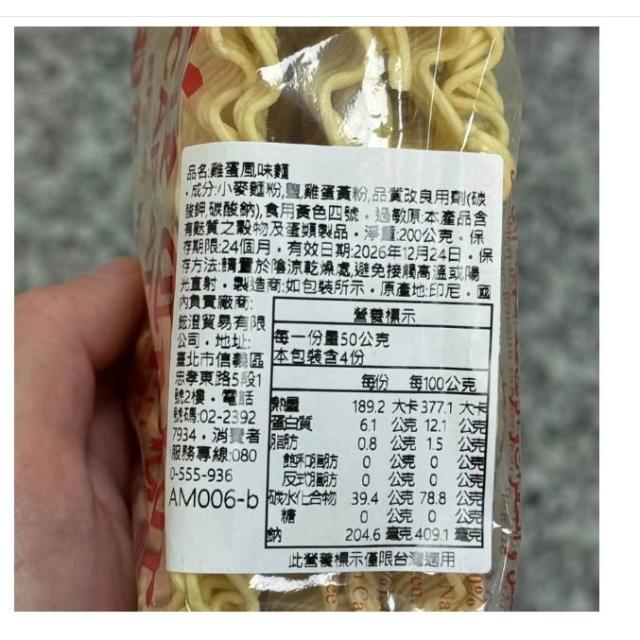 品名:雞蛋風味麵
・成分:小麥麵粉,鹽,雞蛋黃粉,品質改良用劑(碳
酸鉀,碳酸鈉),食用黃色四號・過敏原:本產品含
有麩質之穀物及蛋類製品・淨重:200公克・保
存期限:24個月・有效日期:2026年12月24日・保
存方法:請置於陰涼乾燥處,避免接觸高溫或陽
光直射・製造商:如包裝所示・原產地:印尼・國
內負責廠商:
鋐澄貿易有限
公司・地址:
臺北市信義區
忠孝東路5段1
號2樓・電話
號碼:02-2392
7934・消費者
服務專線:080
0-555-936
AM006-b
營養標示
每一份量50公克
本包裝含4份
每份 每100公克
熱量 189.2 大卡 377.1 大卡
蛋白質 6.1 公克 12.1 公克
脂肪 0.8 公克 1.5 公克
飽和脂肪 0 公克 0 公克
反式脂肪 0 公克 0 公克
碳水化合物 39.4 公克 78.8 公克
糖 0 公克 0 公克
鈉 204.6 毫克 409.1 毫克
此營養標示僅限台灣適用